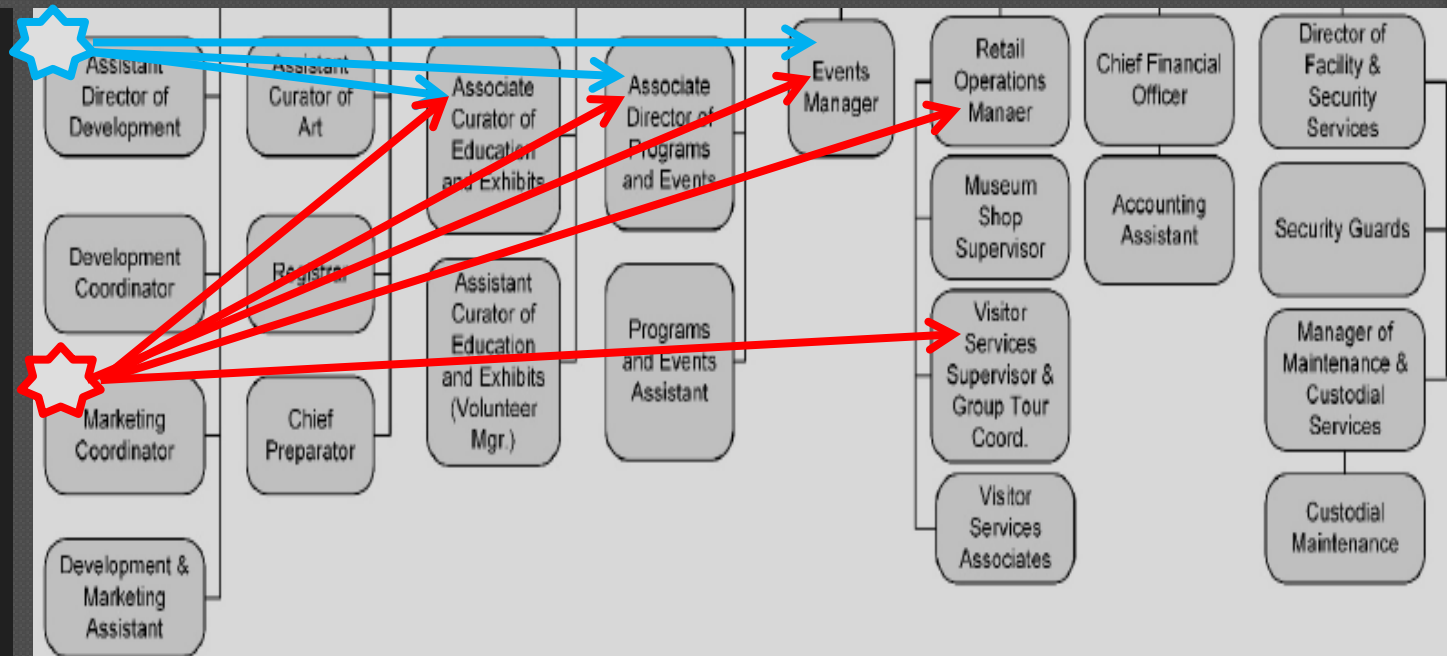 Assistant
Director of
Development
Development
Coordinator
Marketing
Coordinator
Development &
Marketing
Assistant
Assistant
Curator of
Art
Registrar
Chief
Preparator
Associate
Curator of
Education
and Exhibits
Assistant
Curator of
Education
and Exhibits
(Volunteer
Mgr.)
Associate
Director of
Programs
and Events
Programs
and Events
Assistant
Events
Manager
Retail
Operations
Manaer
Museum
Shop
Supervisor
Visitor
Services
Supervisor &
Group Tour
Coord.
Visitor
Services
Associates
Chief Financial
Officer
Accounting
Assistant
Director of
Facility &
Security
Services
Security Guards
Manager of
Maintenance &
Custodial
Services
Custodial
Maintenance